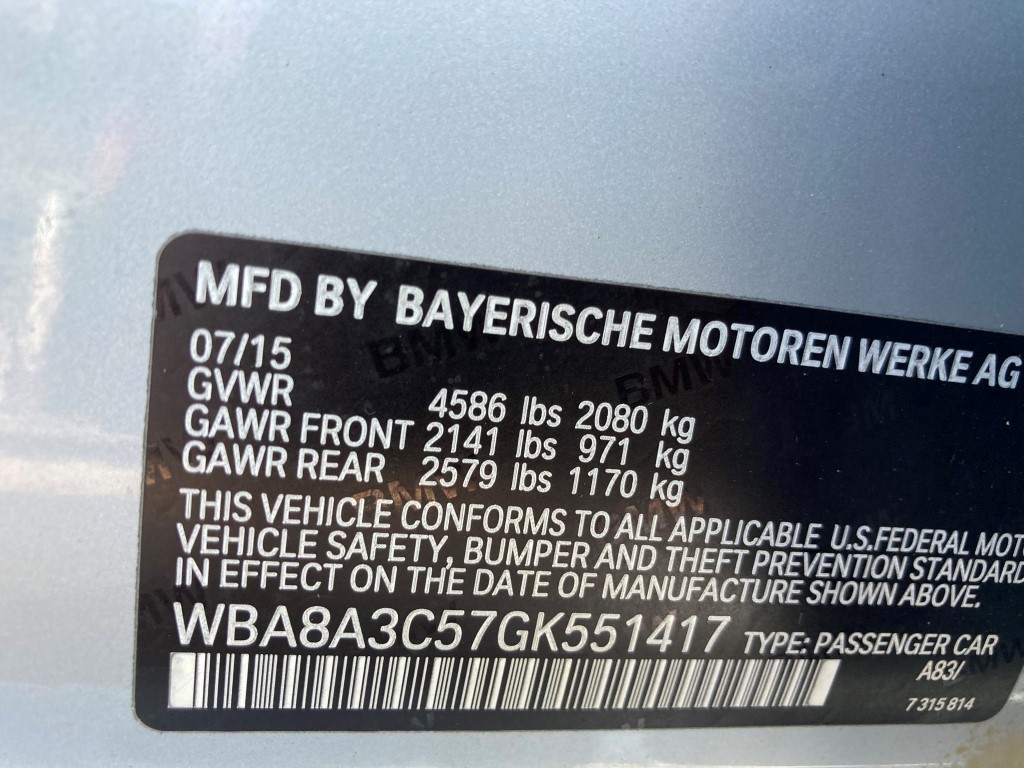 MFD BY BAYERISCHE MOTOREN WERKE AG
07/15
GVWR 4586 lbs 2080 kg
GAWR FRONT 2141 lbs 971 kg
GAWR REAR 2579 lbs 1170 kg
THIS VEHICLE CONFORMS TO ALL APPLICABLE U.S.FEDERAL MOT
VEHICLE SAFETY, BUMPER AND THEFT PREVENTION STANDARD
IN EFFECT ON THE DATE OF MANUFACTURE SHOWN ABOVE.
WBA8A3C57GK551417 TYPE: PASSENGER CAR
A83/
7 315 814